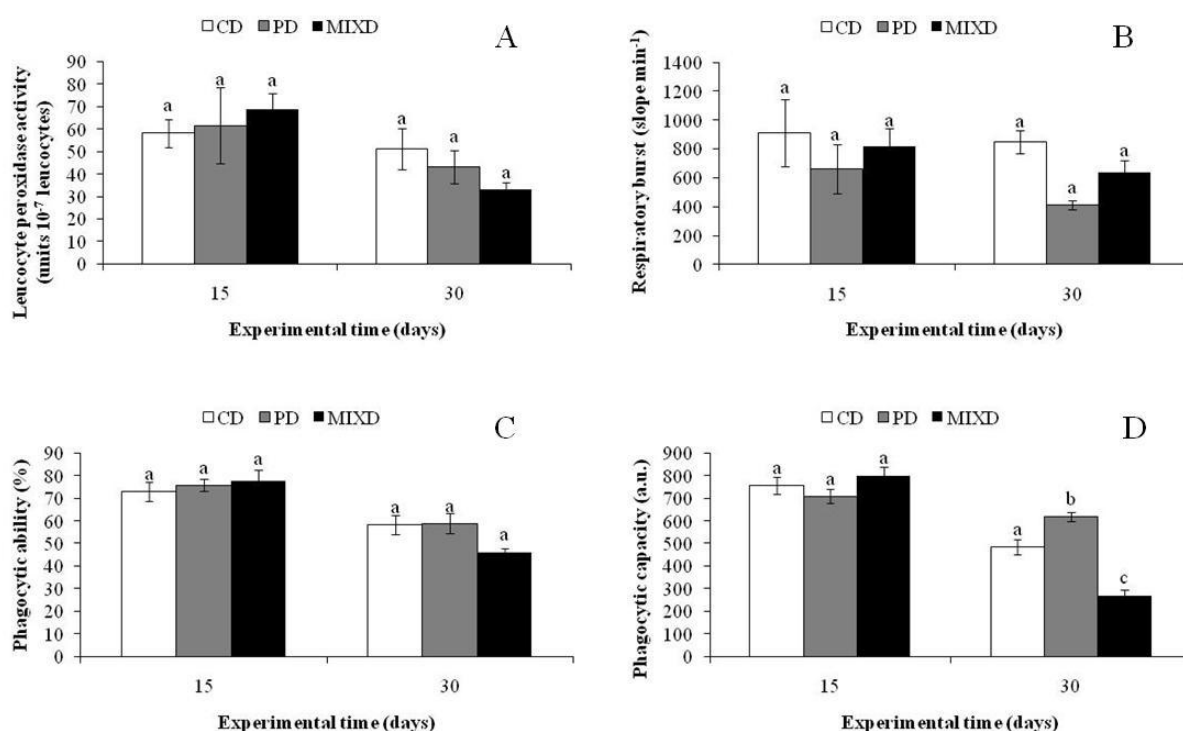 CD PD MIXD
A
Leucocyte peroxidase activity
(units 10⁻⁷ leucocytes)
90
80
70
60
50
40
30
20
10
0
a a a a a a
15 30
Experimental time (days)
CD PD MIXD
B
Respiratory burst (slope min⁻¹)
1400
1200
1000
800
600
400
200
0
a a a a a a
15 30
Experimental time (days)
CD PD MIXD
C
Phagocytic ability (%)
90
80
70
60
50
40
30
20
10
0
a a a a a a
15 30
Experimental time (days)
CD PD MIXD
D
Phagocytic capacity (a.u.)
900
800
700
600
500
400
300
200
100
0
a a a a b c
15 30
Experimental time (days)